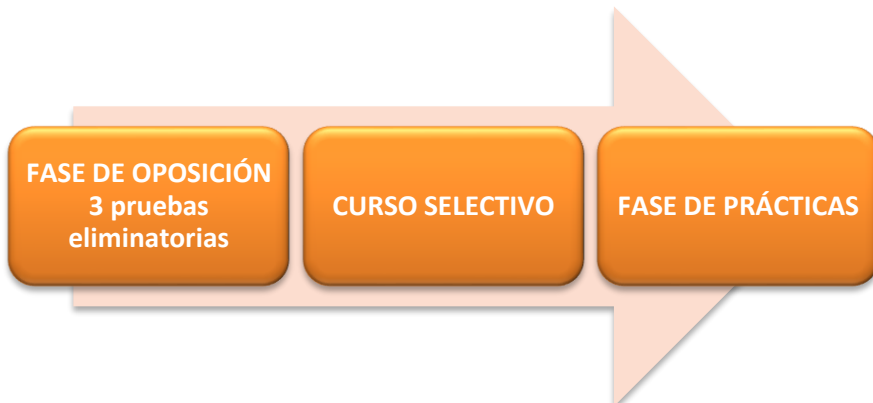 FASE DE OPOSICIÓN
3 pruebas
eliminatorias
CURSO SELECTIVO
FASE DE PRÁCTICAS